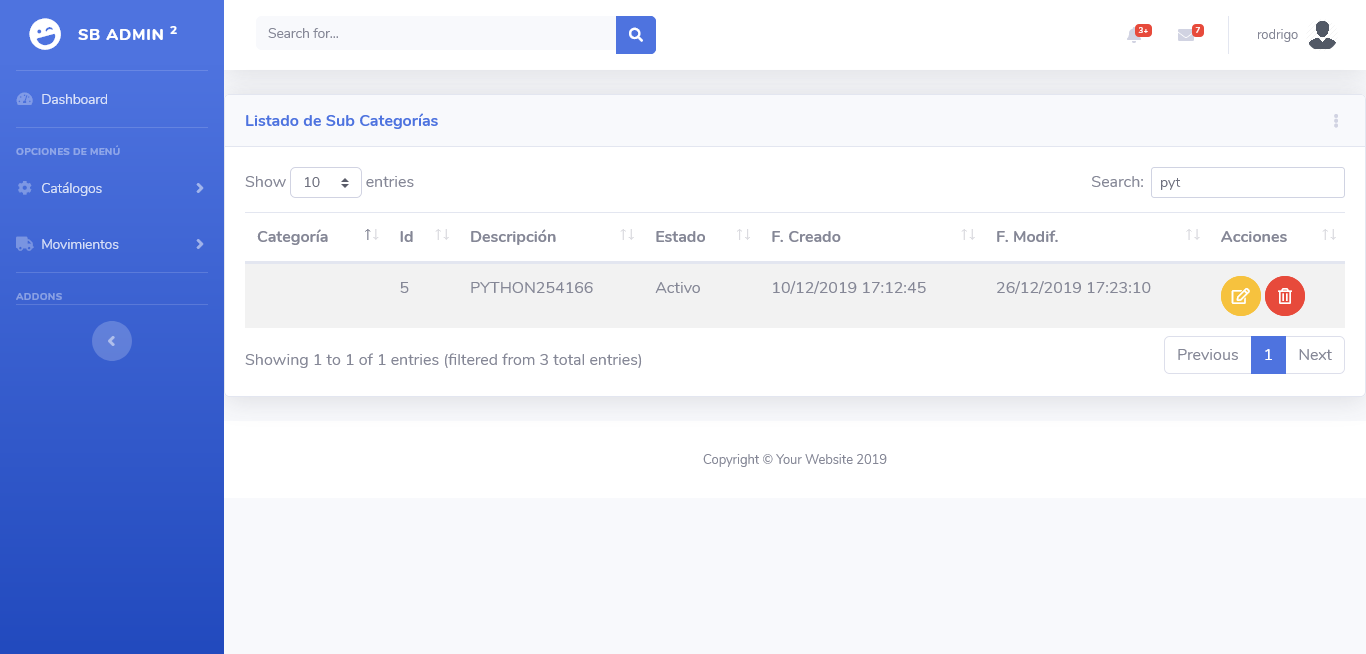 SB ADMIN 2
Search for...
3+
7
rodrigo
Dashboard
OPCIONES DE MENÚ
Catálogos
Movimientos
ADDONS
Listado de Sub Categorías
Show 10 entries
Search: pyt
Categoría Id Descripción Estado F. Creado F. Modif. Acciones
5 PYTHON254166 Activo 10/12/2019 17:12:45 26/12/2019 17:23:10
Showing 1 to 1 of 1 entries (filtered from 3 total entries)
Previous 1 Next
Copyright © Your Website 2019